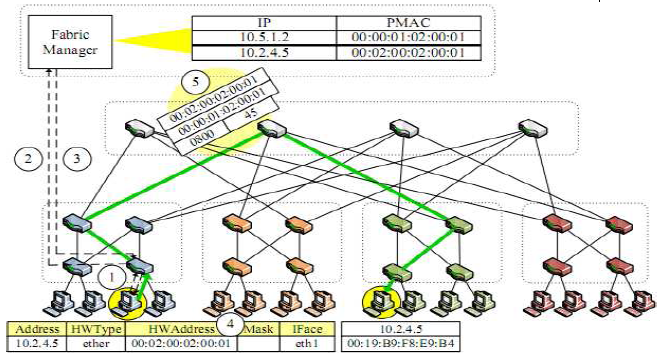 Fabric
Manager
IP PMAC
10.5.1.2 00:00:01:02:00:01
10.2.4.5 00:02:00:02:00:01
5
00:02:00:02:00:01
00:00:01:02:00:01
0800 45
2 3
1
4
Address HWType HWAddress Mask IFace
10.2.4.5 ether 00:02:00:02:00:01 eth1
10.2.4.5
00:19:B9:F8:E9:B4